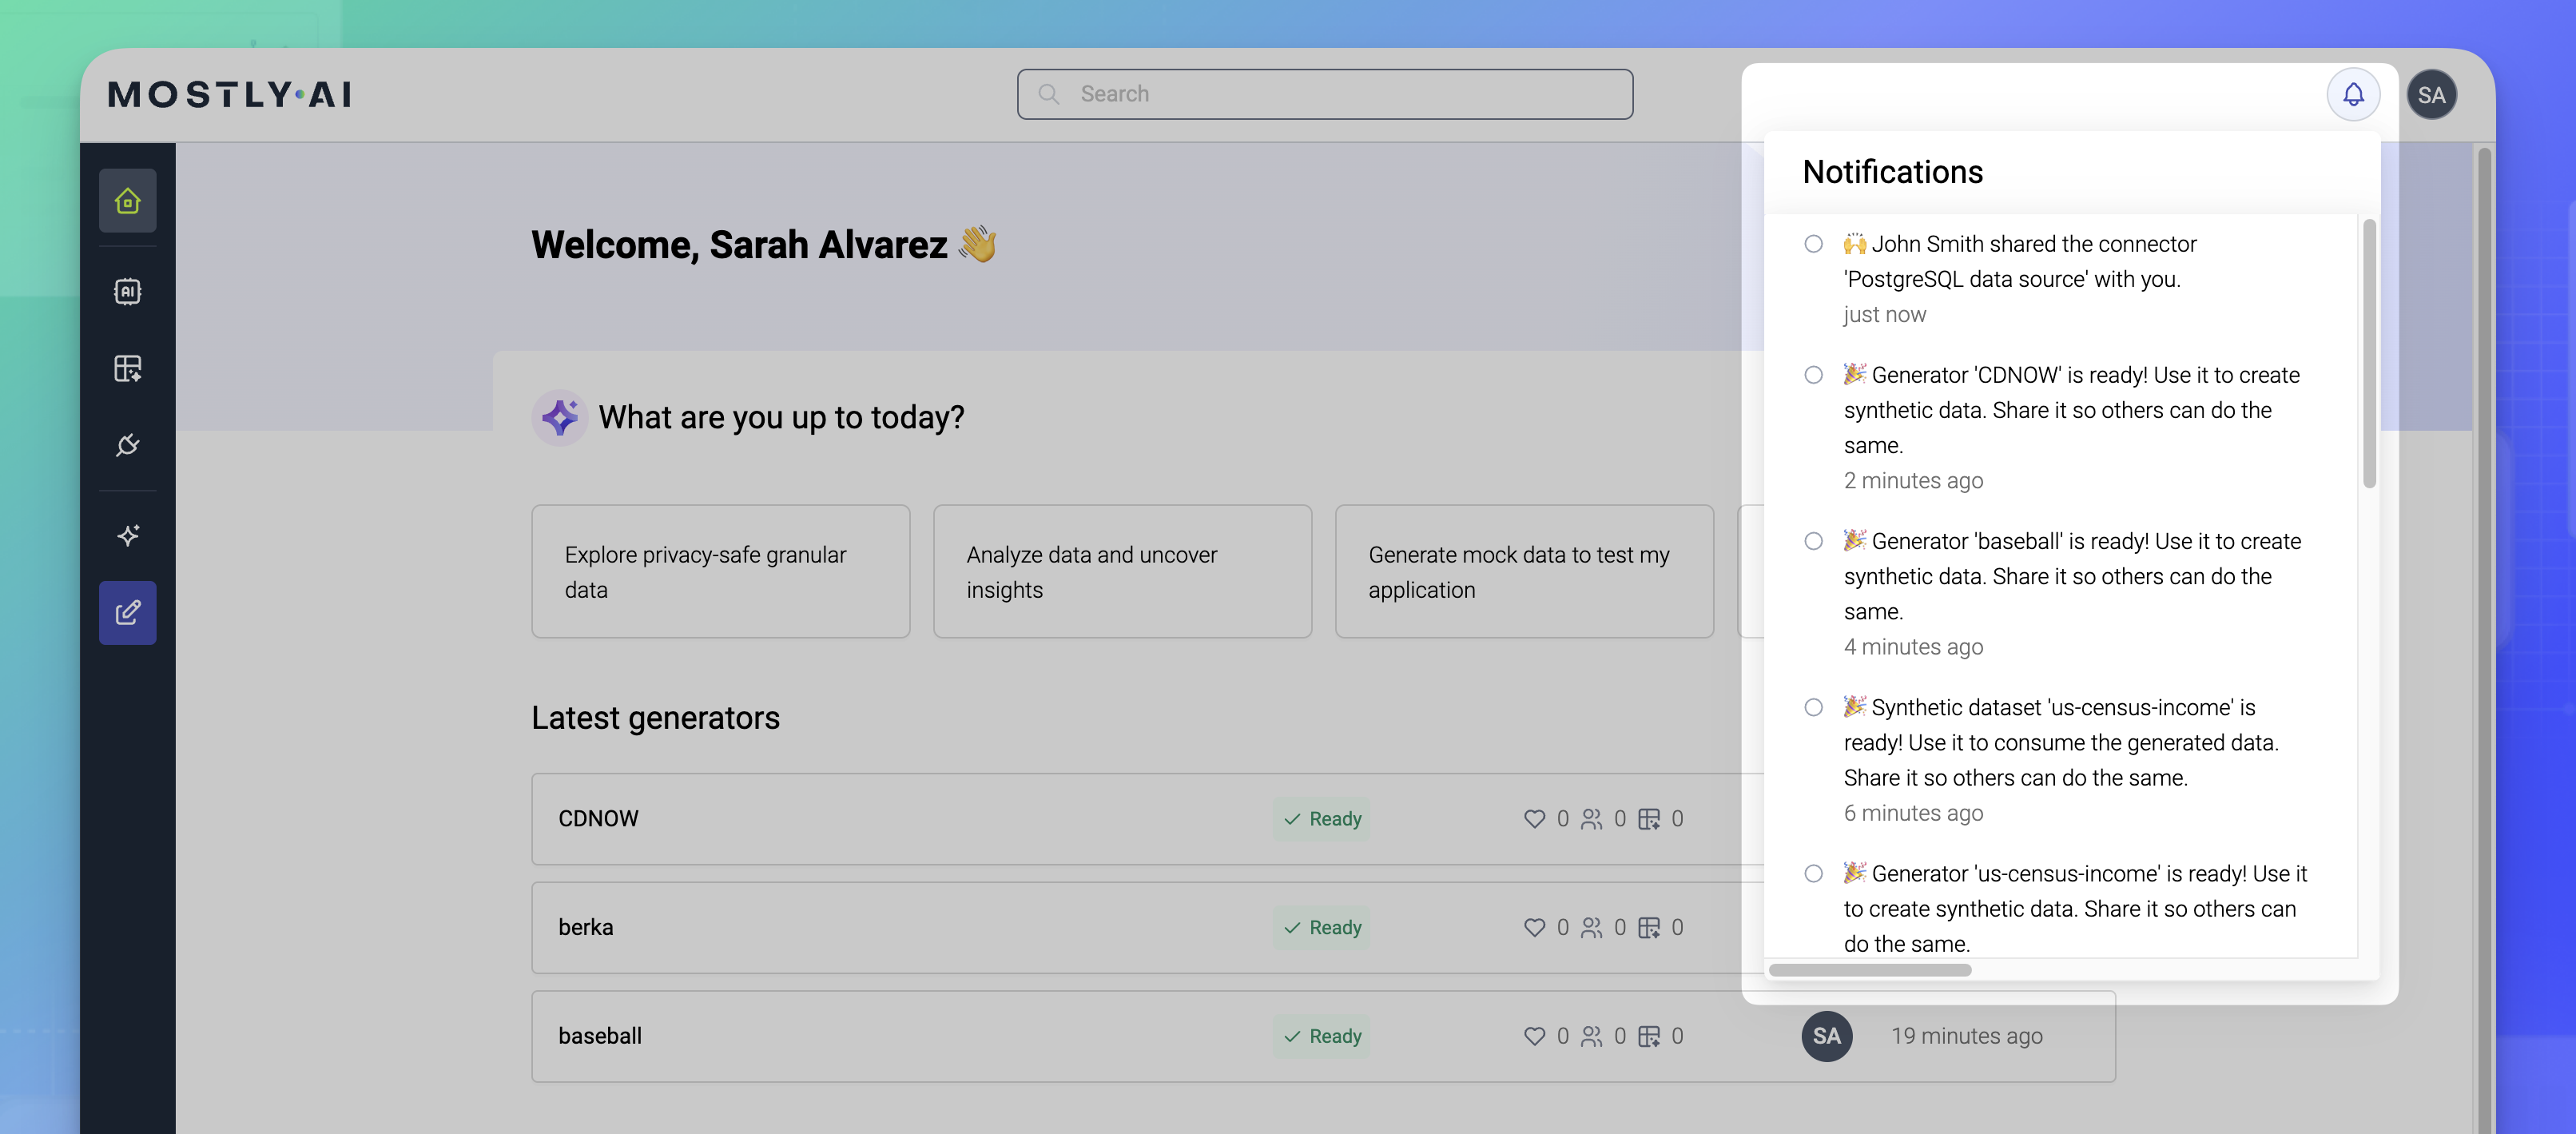 MOSTLY·AI
Search
SA
Notifications
🙌 John Smith shared the connector
'PostgreSQL data source' with you.
just now
🎉 Generator 'CDNOW' is ready! Use it to create
synthetic data. Share it so others can do the
same.
2 minutes ago
🎉 Generator 'baseball' is ready! Use it to create
synthetic data. Share it so others can do the
same.
4 minutes ago
🎉 Synthetic dataset 'us-census-income' is
ready! Use it to consume the generated data.
Share it so others can do the same.
6 minutes ago
🎉 Generator 'us-census-income' is ready! Use it
to create synthetic data. Share it so others can
do the same.
AI
Welcome, Sarah Alvarez 👋
What are you up to today?
Explore privacy-safe granular
data
Analyze data and uncover
insights
Generate mock data to test my
application
Latest generators
CDNOW Ready 0 0 0
berka Ready 0 0 0
baseball Ready 0 0 0 SA 19 minutes ago